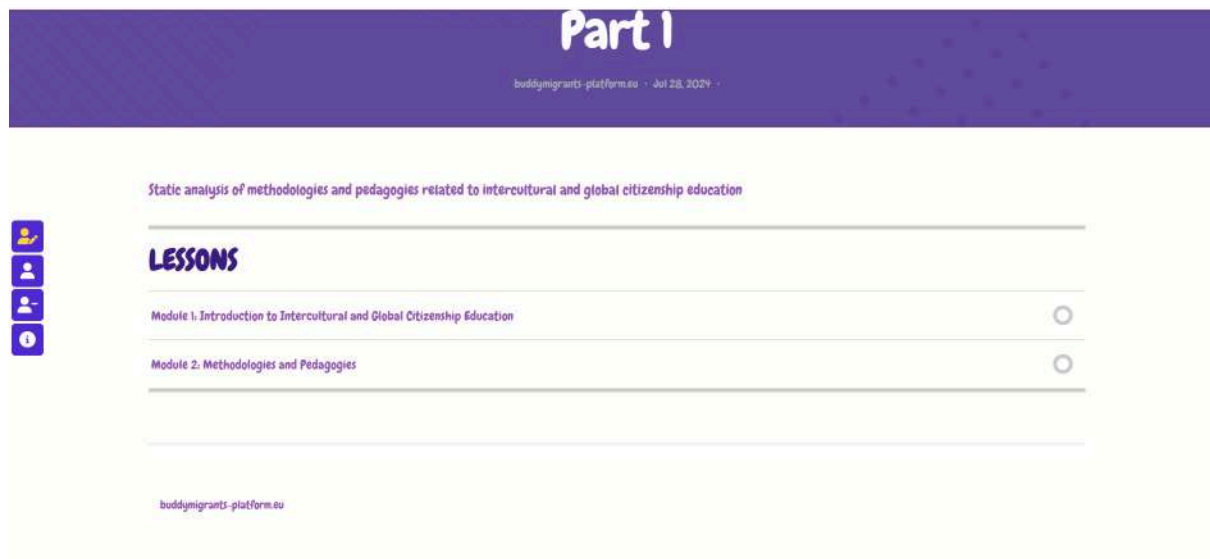 Part 1
buddymigrants-platform.eu · Jul 28, 2024 ·
Static analysis of methodologies and pedagogies related to intercultural and global citizenship education
LESSONS
Module 1: Introduction to Intercultural and Global Citizenship Education
Module 2: Methodologies and Pedagogies
buddymigrants-platform.eu